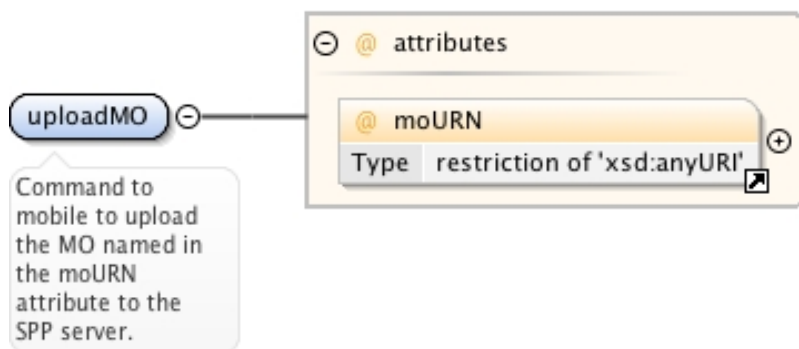 @ attributes
uploadMO
@ moURN
Type restriction of 'xsd:anyURI'
Command to
mobile to upload
the MO named in
the moURN
attribute to the
SPP server.